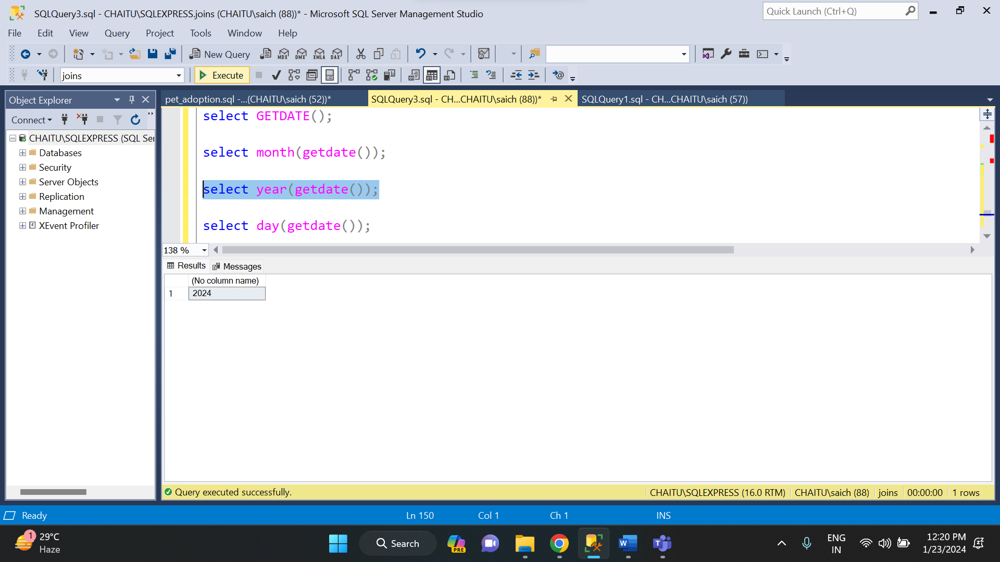 SQLQuery3.sql - CHAITU\SQLEXPRESS.joins (CHAITU\saich (88))* - Microsoft SQL Server Management Studio
Quick Launch (Ctrl+Q)
File Edit View Query Project Tools Window Help
New Query MDX DMX XMLA DAX
joins Execute
Object Explorer
pet_adoption.sql -...(CHAITU\saich (52))* SQLQuery3.sql - CH...CHAITU\saich (88))* SQLQuery1.sql - CH...CHAITU\saich (57))
Connect
CHAITU\SQLEXPRESS (SQL Ser
Databases
Security
Server Objects
Replication
Management
XEvent Profiler
select GETDATE();
select month(getdate());
select year(getdate());
select day(getdate());
138 %
Results Messages
(No column name)
1 2024
Query executed successfully. CHAITU\SQLEXPRESS (16.0 RTM) CHAITU\saich (88) joins 00:00:00 1 rows
Ready Ln 150 Col 1 Ch 1 INS
1 29°C
Haze
Search
PRE
ENG
IN
12:20 PM
1/23/2024